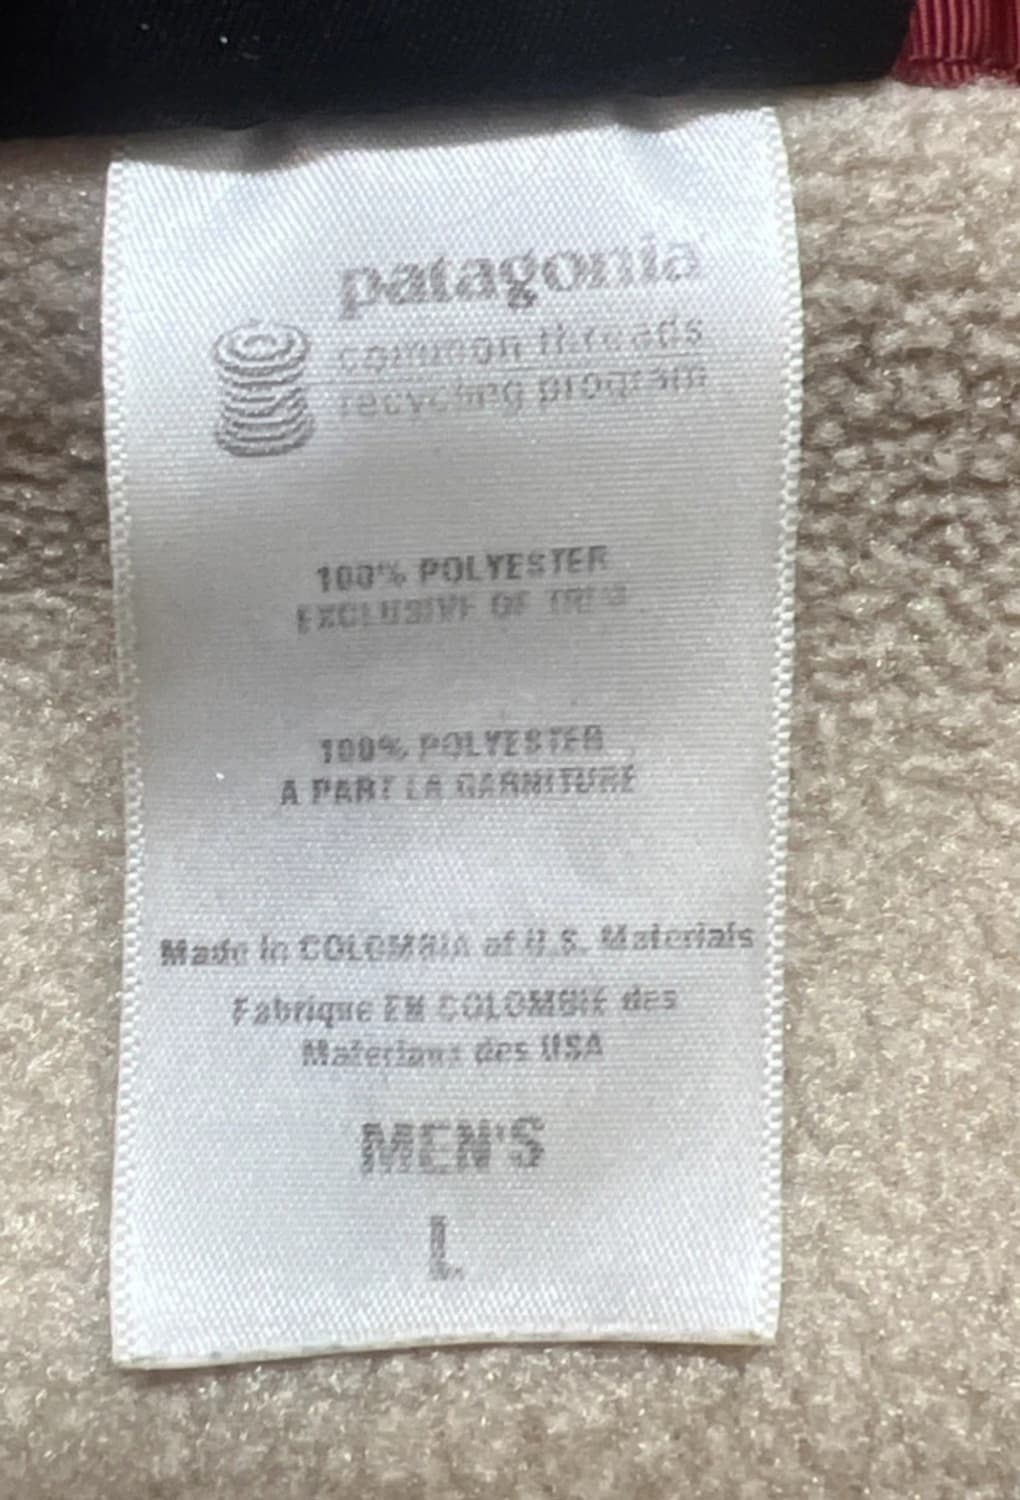 patagonia
common threads
recycling program
100% POLYESTER
EXCLUSIVE OF TRIM
100% POLYESTER
A PART LA GARNITURE
Made in COLOMBIA of U.S. Materials
Fabrique EN COLOMBIE des
Materiaux des USA
MEN'S
L